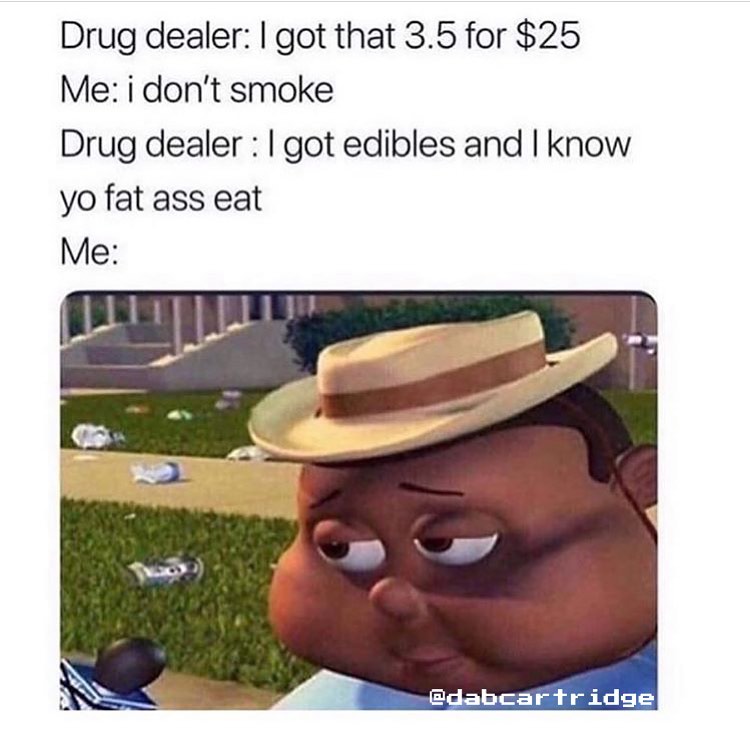 Drug dealer: I got that 3.5 for $25
Me: i don't smoke
Drug dealer : I got edibles and I know
yo fat ass eat
Me:
@dabcartridge